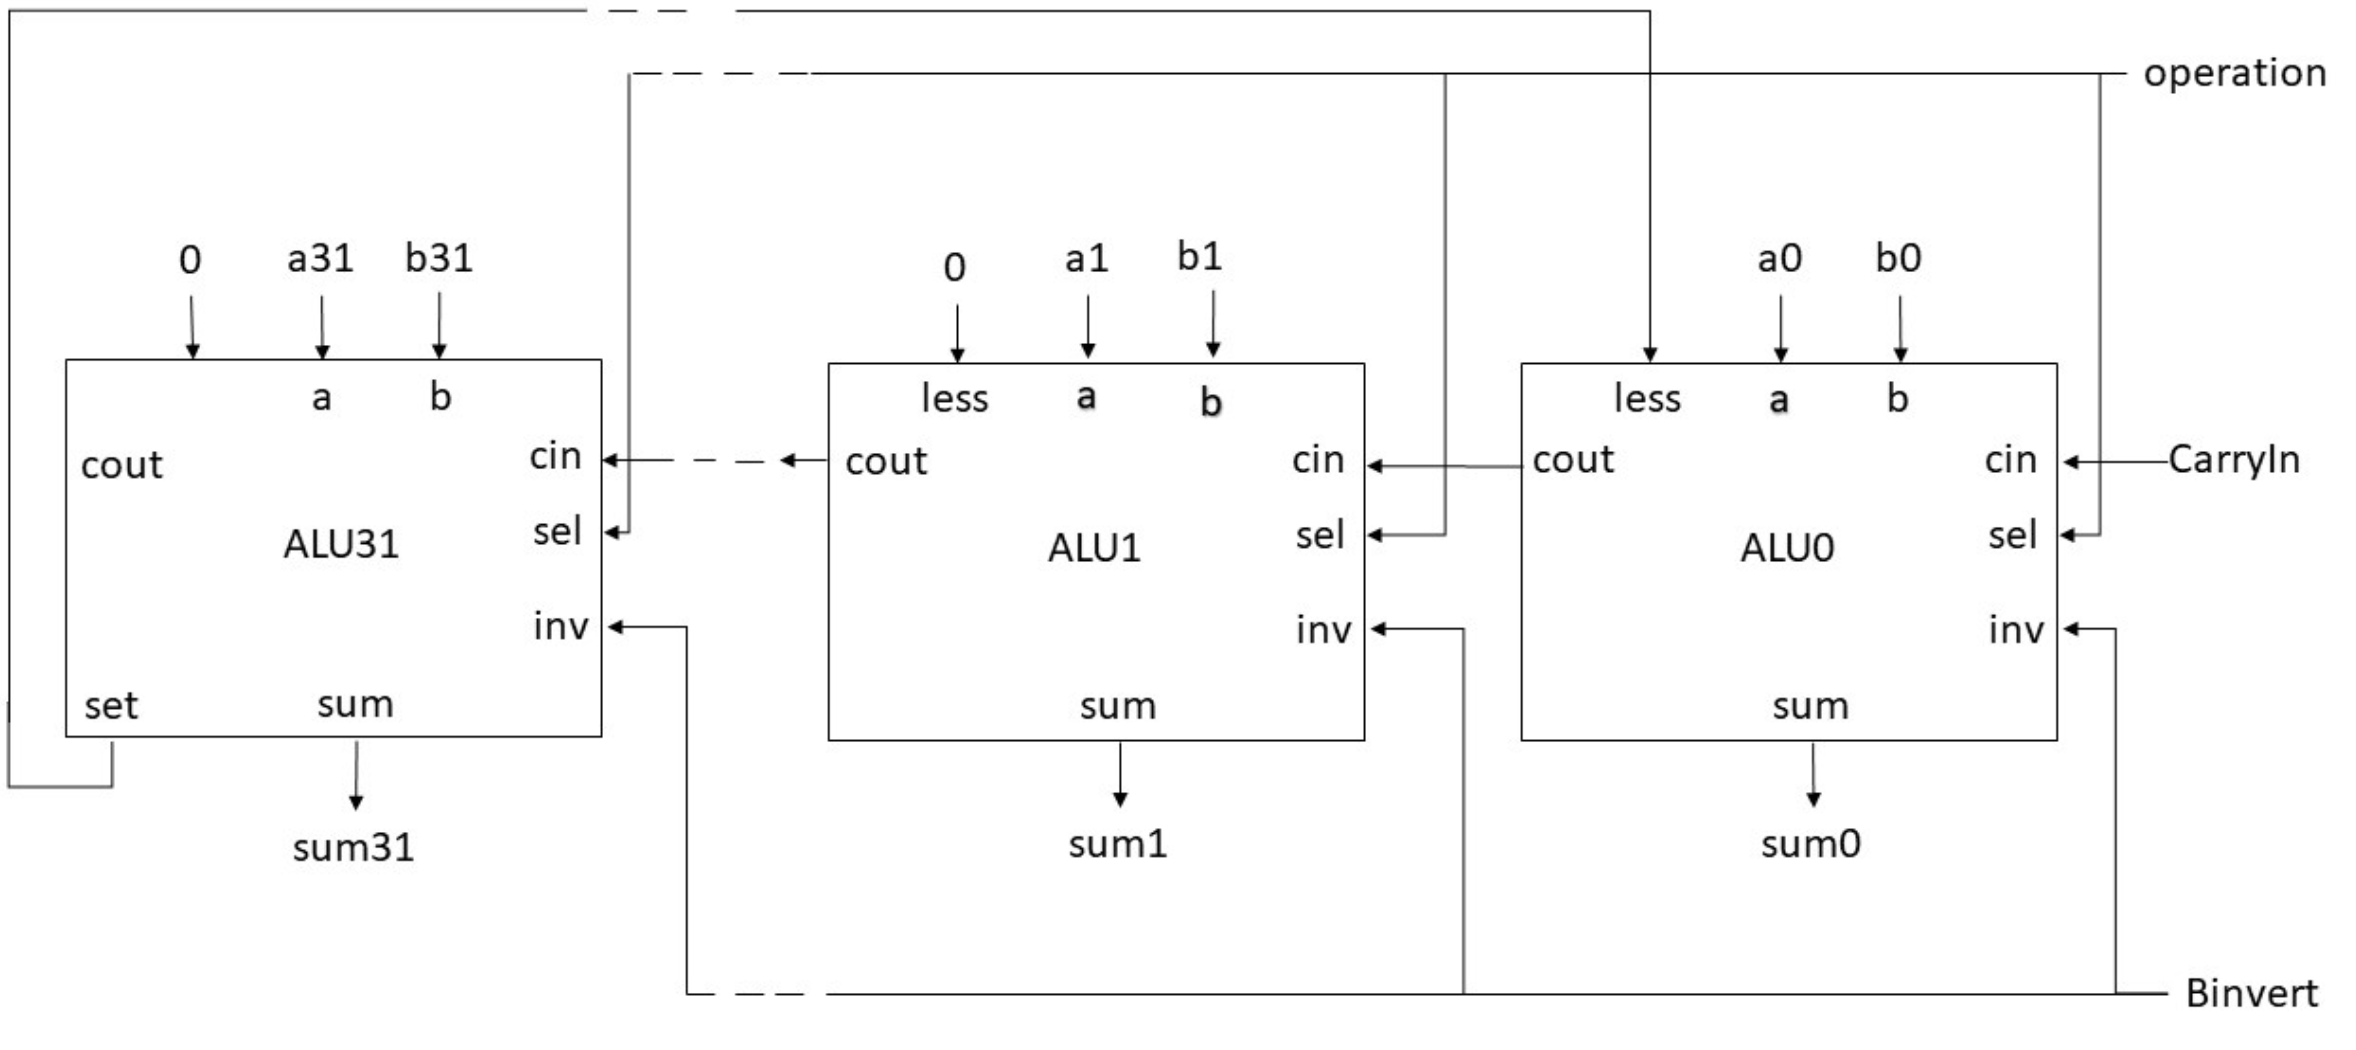 operation
0 a31 b31 0 a1 b1 a0 b0
a b less a b less a b
cout cin cout cin cout cin CarryIn
sel sel sel
ALU31 ALU1 ALU0
inv inv inv
set sum sum sum
sum31 sum1 sum0
Binvert